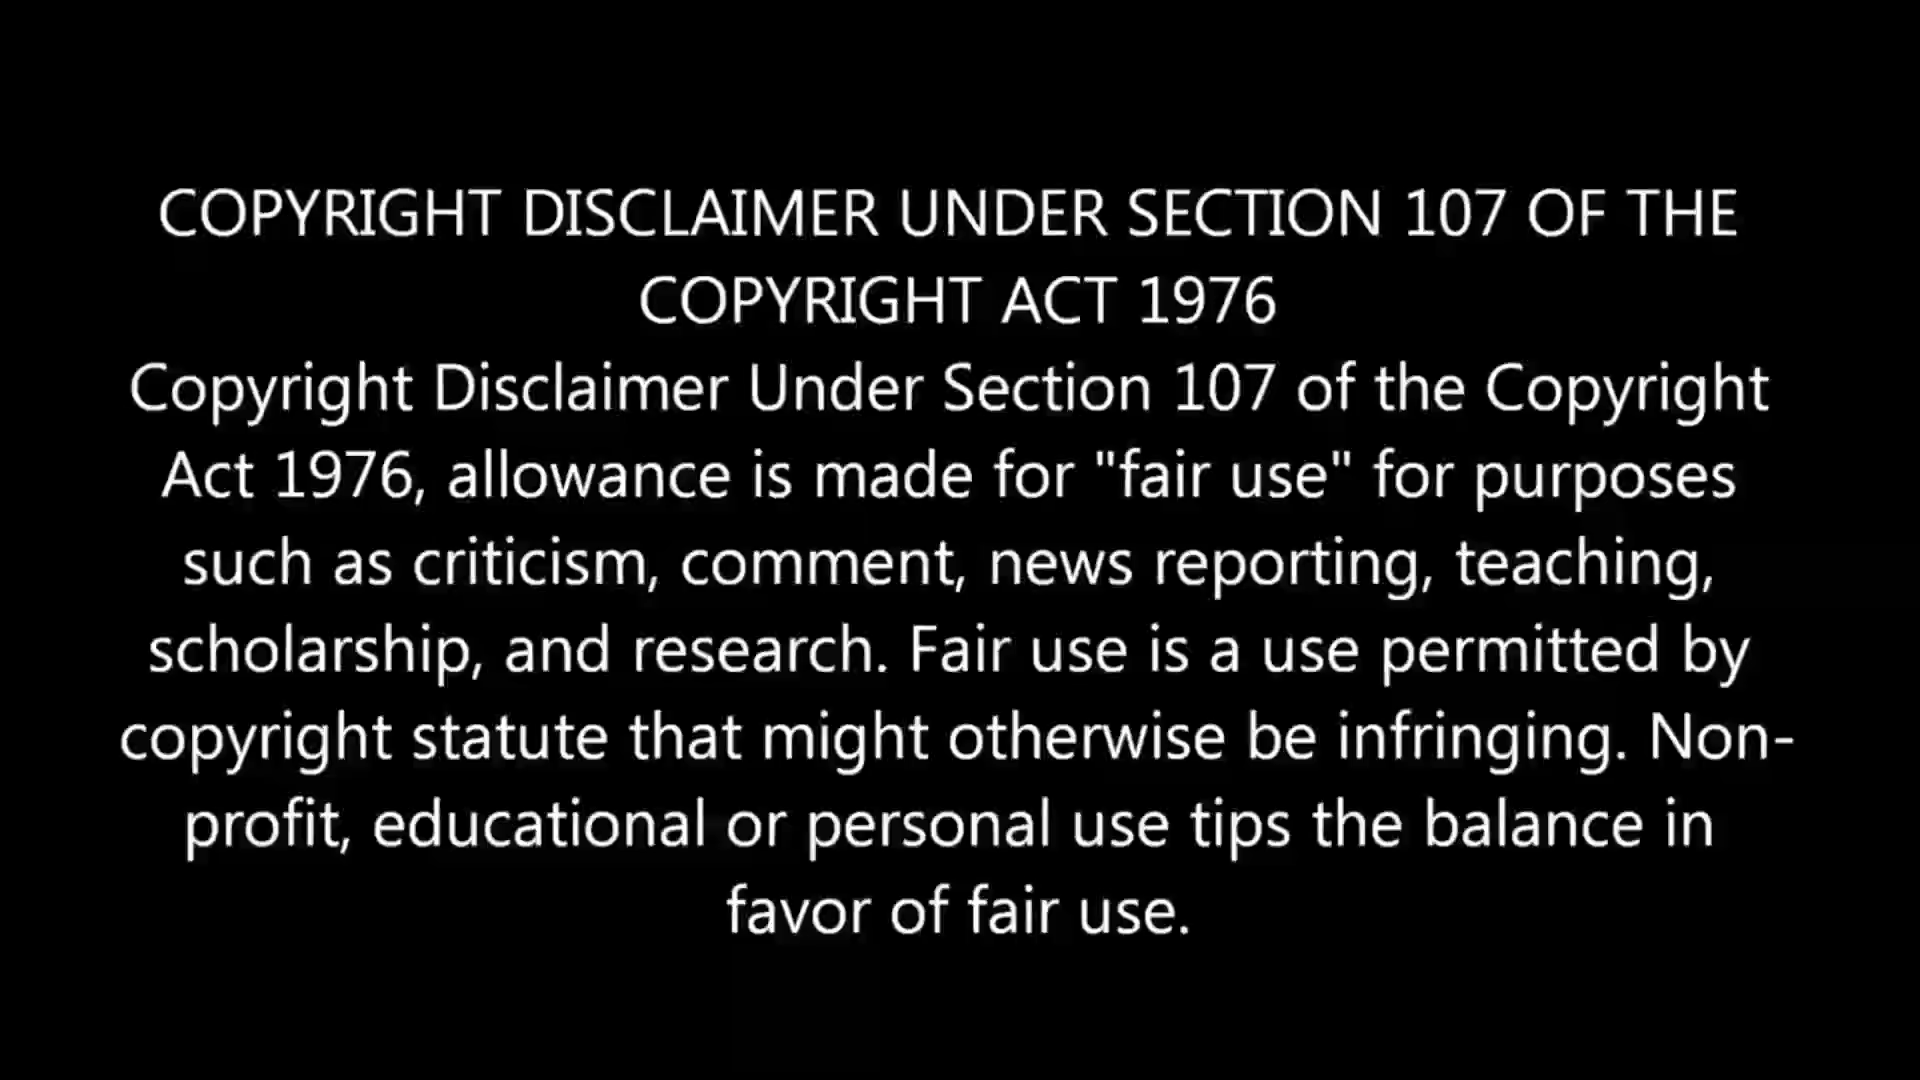 COPYRIGHT DISCLAIMER UNDER SECTION 107 OF THE
COPYRIGHT ACT 1976
Copyright Disclaimer Under Section 107 of the Copyright
Act 1976, allowance is made for "fair use" for purposes
such as criticism, comment, news reporting, teaching,
scholarship, and research. Fair use is a use permitted by
copyright statute that might otherwise be infringing. Non-
profit, educational or personal use tips the balance in
favor of fair use.